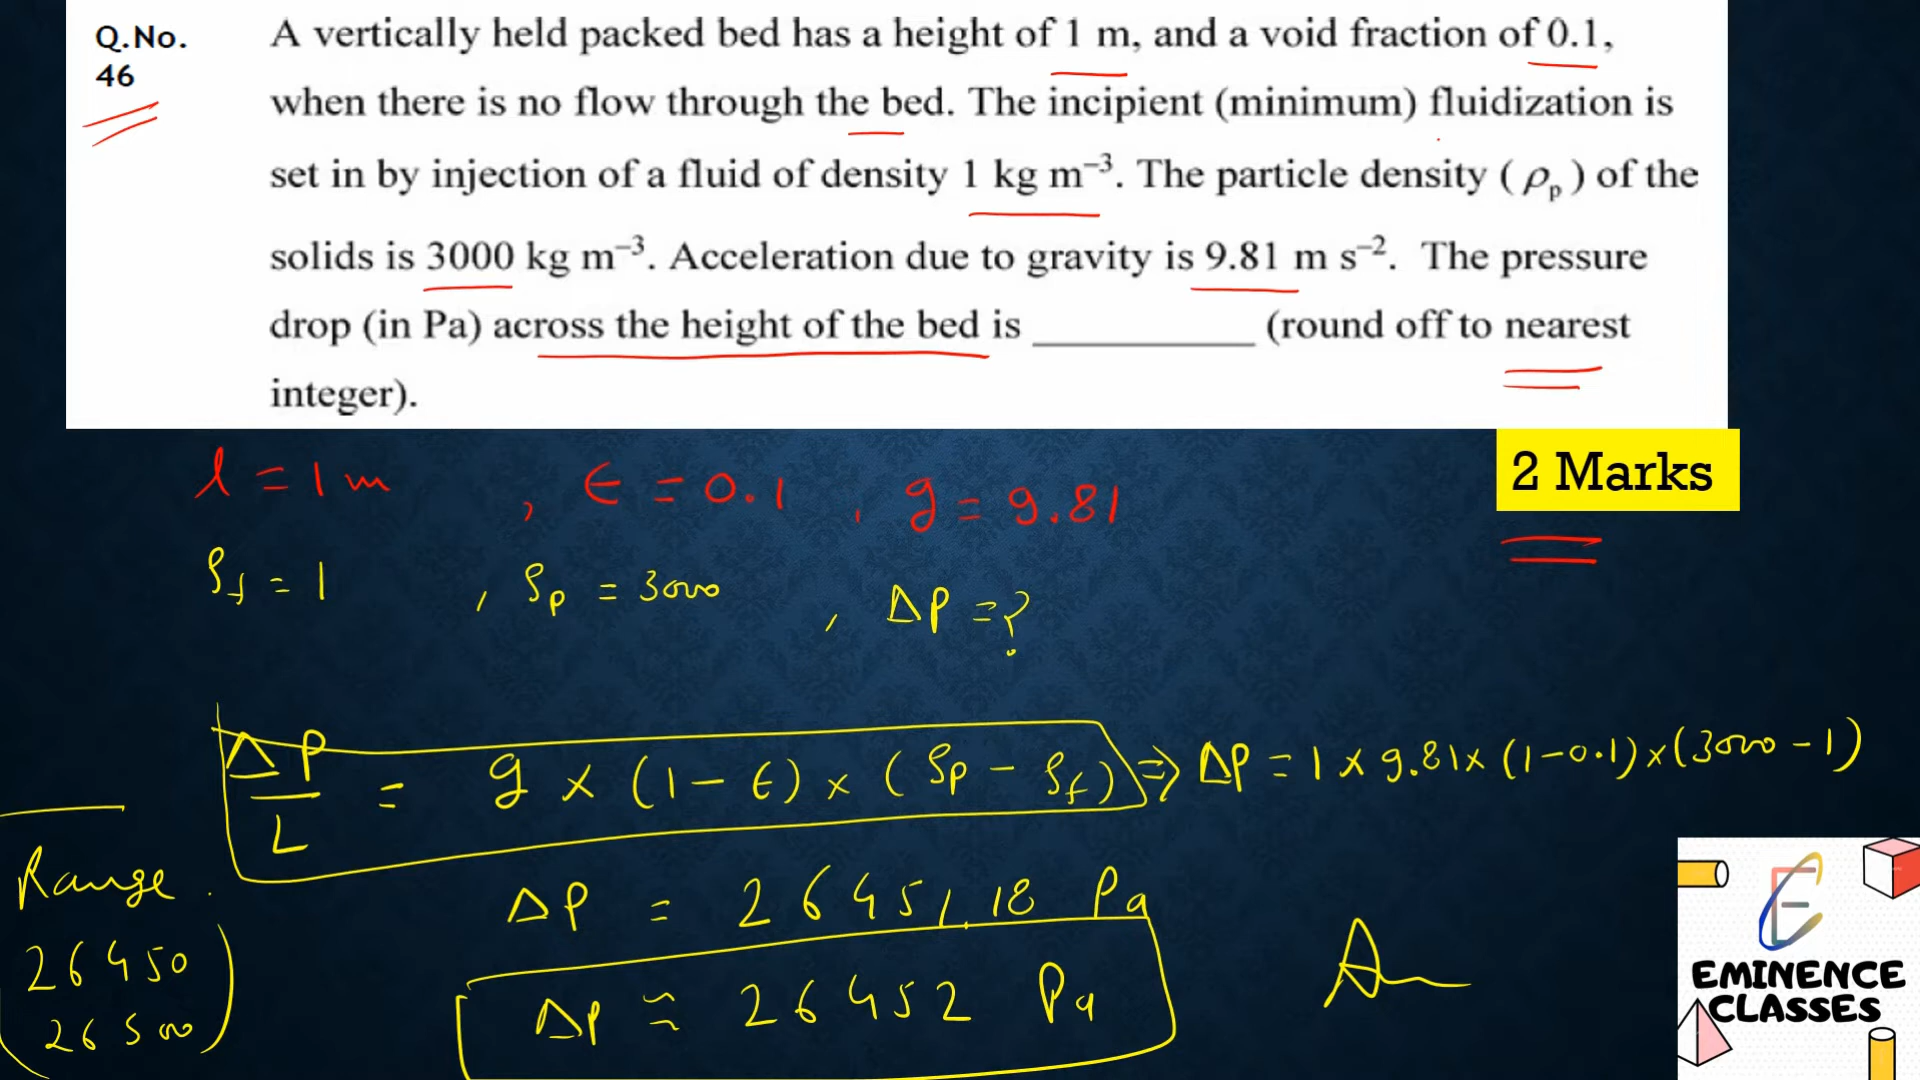 Q.No.
46
A vertically held packed bed has a height of 1 m, and a void fraction of 0.1,
when there is no flow through the bed. The incipient (minimum) fluidization is
set in by injection of a fluid of density 1 kg m⁻³. The particle density (ρₚ) of the
solids is 3000 kg m⁻³. Acceleration due to gravity is 9.81 m s⁻². The pressure
drop (in Pa) across the height of the bed is __________ (round off to nearest
integer).
2 Marks
l = 1 m , ε = 0.1 , g = 9.81
ρf = 1 , ρp = 3000 , ΔP = ?
ΔP/L = g × (1 - ε) × (ρp - ρf) ⇒ ΔP = 1 × 9.81 × (1-0.1) × (3000 - 1)
Range
26450
26500
ΔP = 26451.18 Pa
ΔP ≈ 26452 Pa
E
EMINENCE
CLASSES